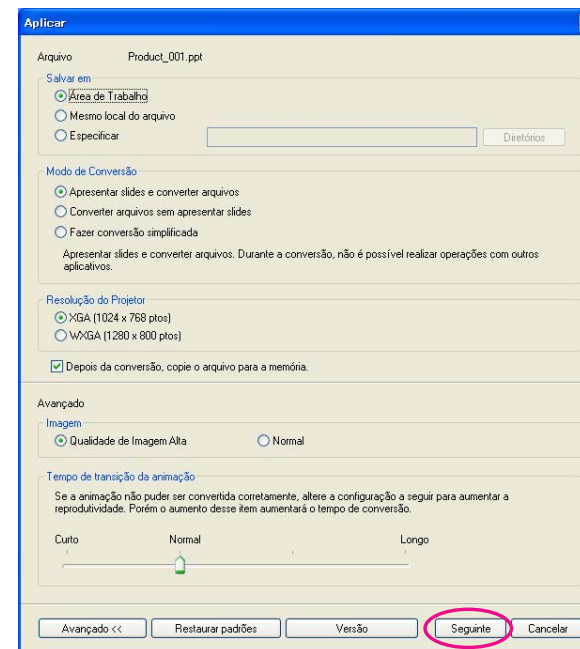 Aplicar
Arquivo Product_001.ppt
Salvar em
Área de Trabalho
Mesmo local do arquivo
Especificar Diretórios
Modo de Conversão
Apresentar slides e converter arquivos
Converter arquivos sem apresentar slides
Fazer conversão simplificada
Apresentar slides e converter arquivos. Durante a conversão, não é possível realizar operações com outros
aplicativos.
Resolução do Projetor
XGA (1024 x 768 ptos)
WXGA (1280 x 800 ptos)
Depois da conversão, copie o arquivo para a memória.
Avançado
Imagem
Qualidade de Imagem Alta Normal
Tempo de transição da animação
Se a animação não puder ser convertida corretamente, altere a configuração a seguir para aumentar a
reprodutividade. Porém o aumento desse item aumentará o tempo de conversão.
Curto Normal Longo
Avançado << Restaurar padrões Versão Seguinte Cancelar